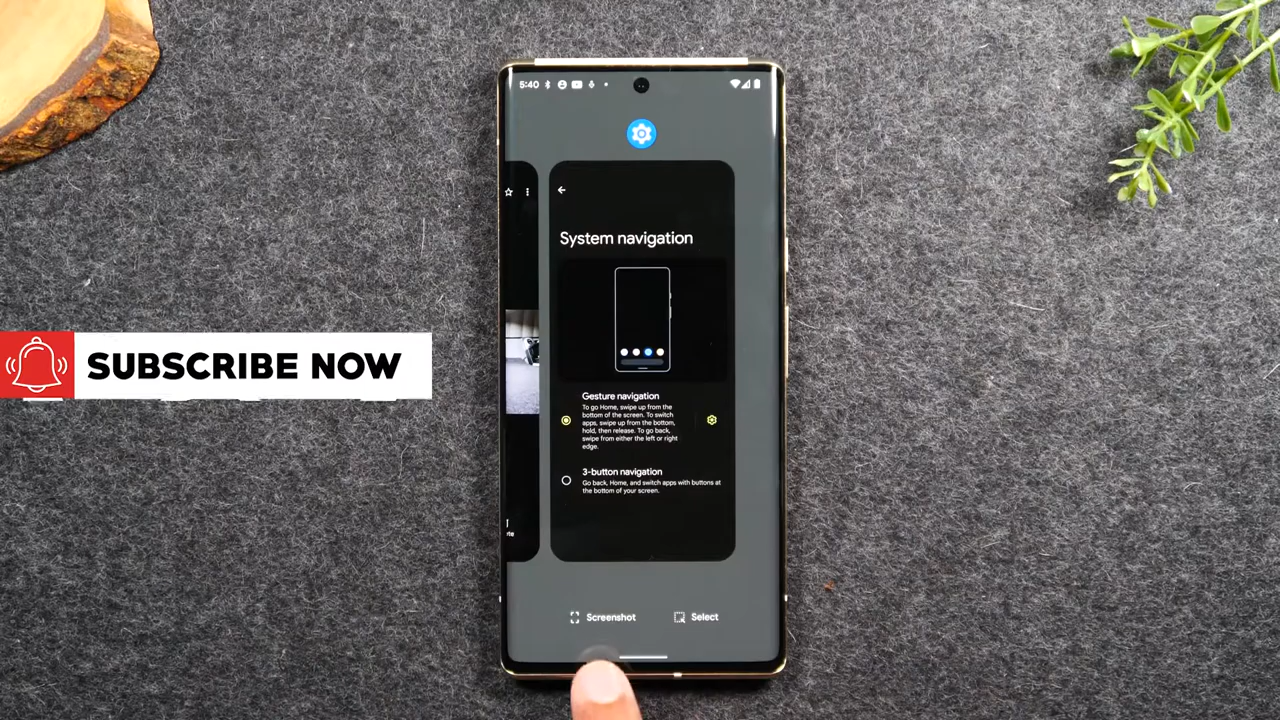 5:40
System navigation
Gesture navigation
To go Home, swipe up from the
bottom of the screen. To switch
apps, swipe up from the bottom,
hold, then release. To go back,
swipe from either the left or right
edge.
3-button navigation
Go back, Home, and switch apps with buttons at
the bottom of your screen.
Screenshot
Select
SUBSCRIBE NOW